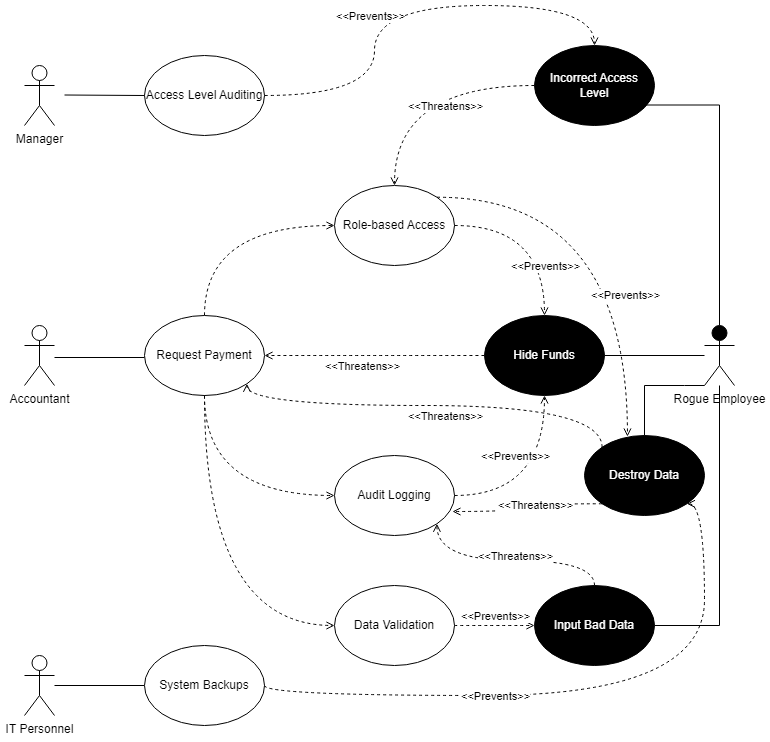 <<Prevents>>
Manager
Access Level Auditing
Incorrect Access
Level
<<Threatens>>
Role-based Access
<<Prevents>>
<<Prevents>>
Accountant
Request Payment
<<Threatens>>
Hide Funds
Rogue Employee
<<Threatens>>
<<Prevents>>
Audit Logging
Destroy Data
<<Threatens>>
<<Threatens>>
Data Validation
<<Prevents>>
Input Bad Data
IT Personnel
System Backups
<<Prevents>>